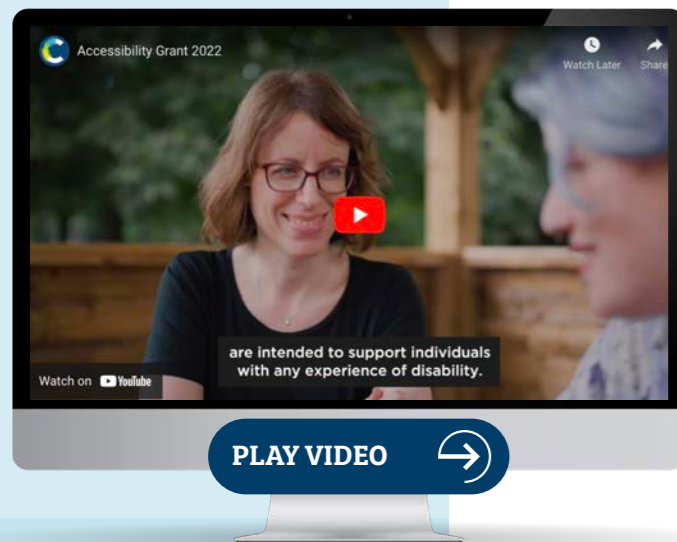 Accessibility Grant 2022
Watch Later
Share
are intended to support individuals
with any experience of disability.
Watch on YouTube
PLAY VIDEO